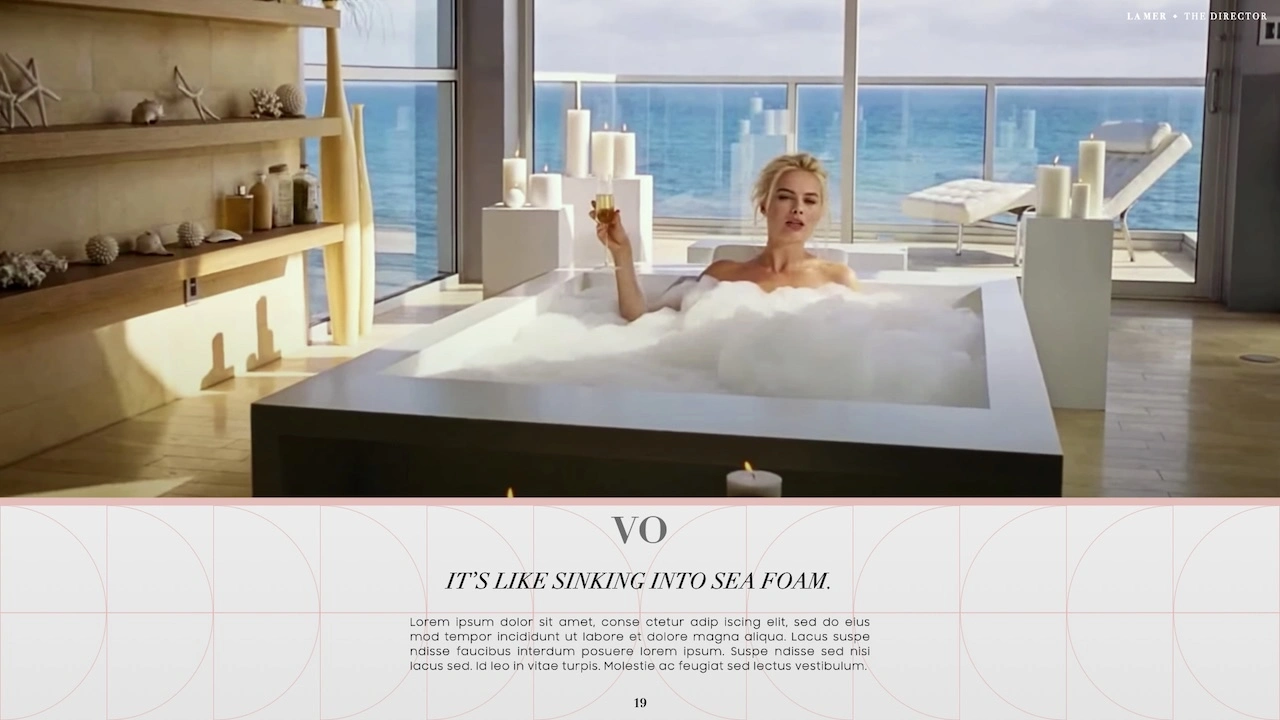 LAMER + THE DIRECTOR
VO
IT'S LIKE SINKING INTO SEA FOAM.
Lorem ipsum dolor sit amet, conse ctetur adip iscing elit, sed do eius
mod tempor incididunt ut labore et dolore magna aliqua. Lacus suspe
ndisse faucibus interdum posuere lorem ipsum. Suspe ndisse sed nisi
lacus sed. Id leo in vitae turpis. Molestie ac feugiat sed lectus vestibulum.
19